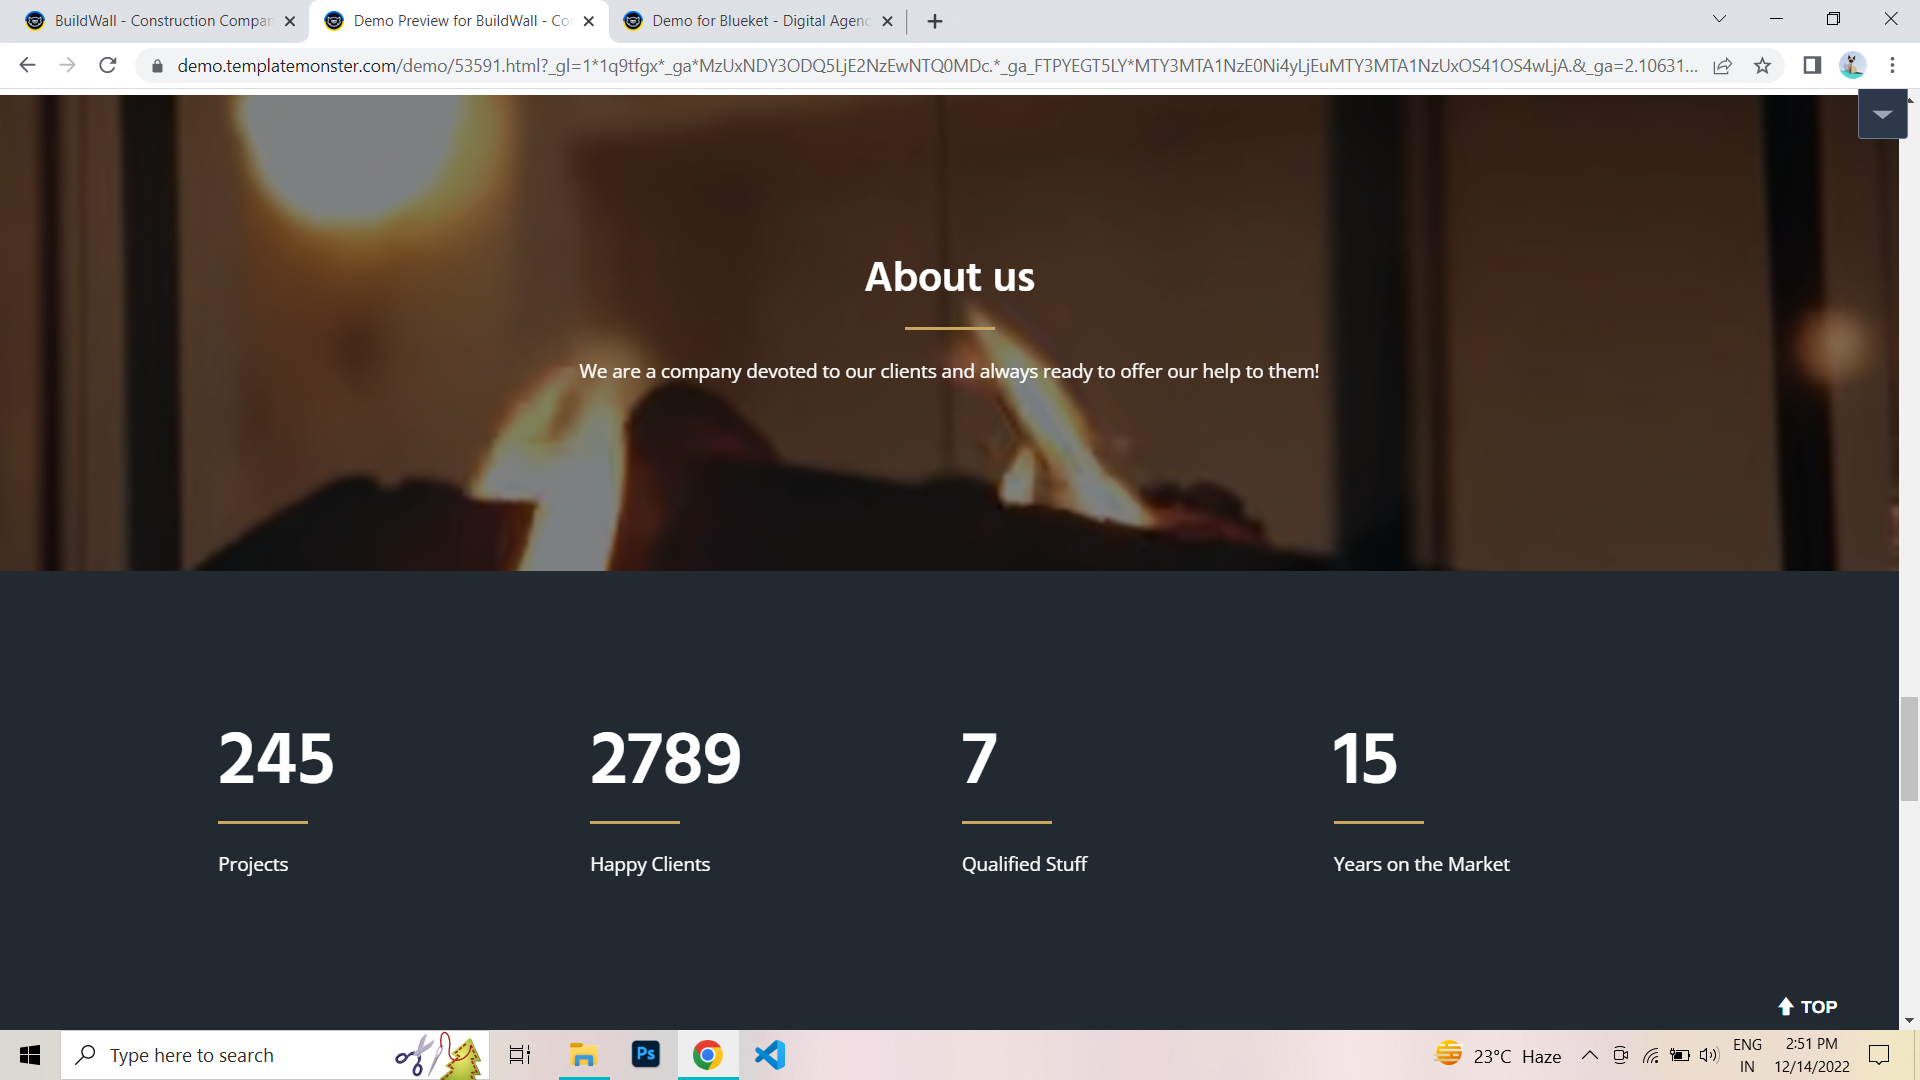 BuildWall - Construction Compan
Demo Preview for BuildWall - Co
Demo for Blueket - Digital Agenc
demo.templatemonster.com/demo/53591.html?_gl=1*1q9tfgx*_ga*MzUxNDY3ODQ5LjE2NzEwNTQ0MDc.*_ga_FTPYEGT5LY*MTY3MTA1NzE0Ni4yLjEuMTY3MTA1NzUxOS41OS4wLjA.&_ga=2.10631...
About us
We are a company devoted to our clients and always ready to offer our help to them!
245
2789
7
15
Projects
Happy Clients
Qualified Stuff
Years on the Market
TOP
Type here to search
Ps
23°C Haze
ENG
IN
2:51 PM
12/14/2022